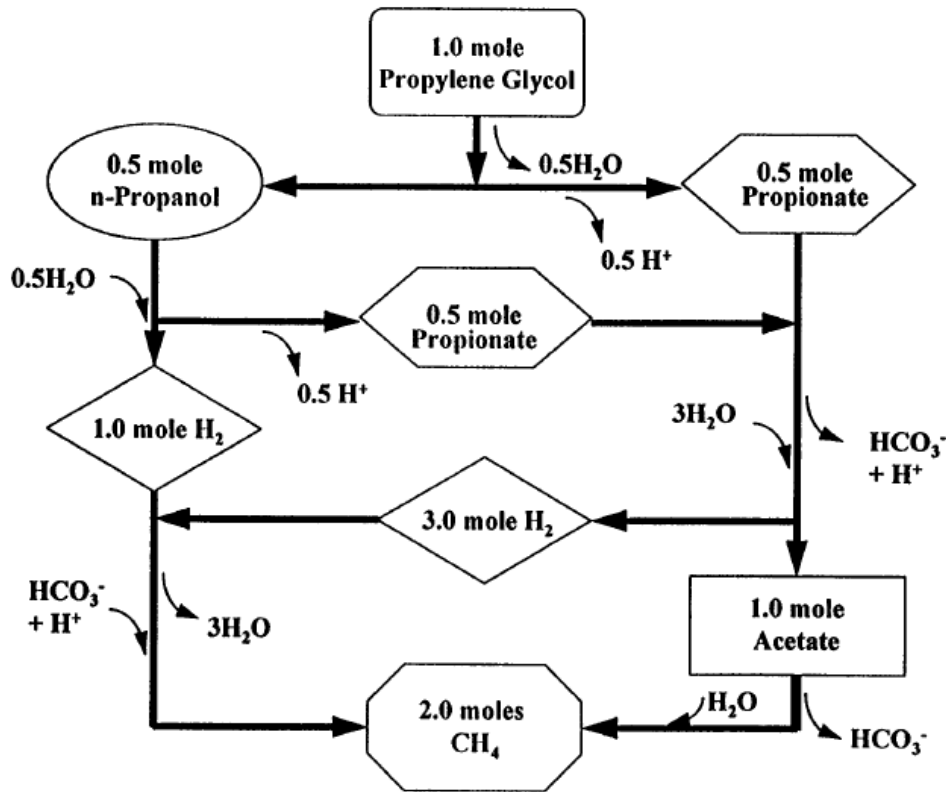 1.0 mole
Propylene Glycol
0.5H₂O
0.5 mole
n-Propanol
0.5 mole
Propionate
0.5 H⁺
0.5H₂O
0.5 mole
Propionate
0.5 H⁺
1.0 mole H₂
3H₂O
HCO₃⁻
+ H⁺
3.0 mole H₂
HCO₃⁻
+ H⁺
3H₂O
1.0 mole
Acetate
2.0 moles
CH₄
H₂O
HCO₃⁻